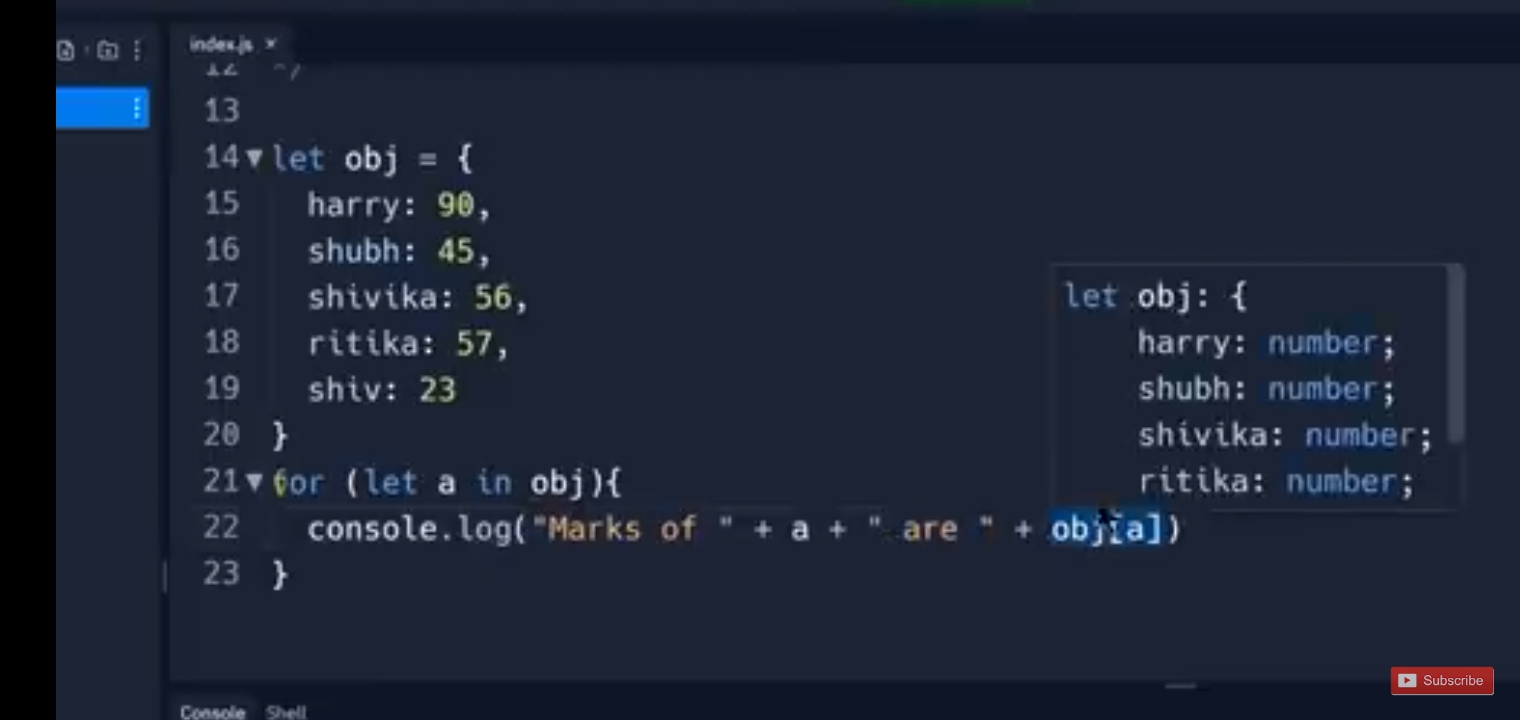 index.js ×
12 */
13
14 let obj = {
15 harry: 90,
16 shubh: 45,
17 shivika: 56,
18 ritika: 57,
19 shiv: 23
20 }
21 for (let a in obj){
22 console.log("Marks of " + a + " are " + obj[a])
23 }
let obj: {
harry: number;
shubh: number;
shivika: number;
ritika: number;
Subscribe
Console Shell